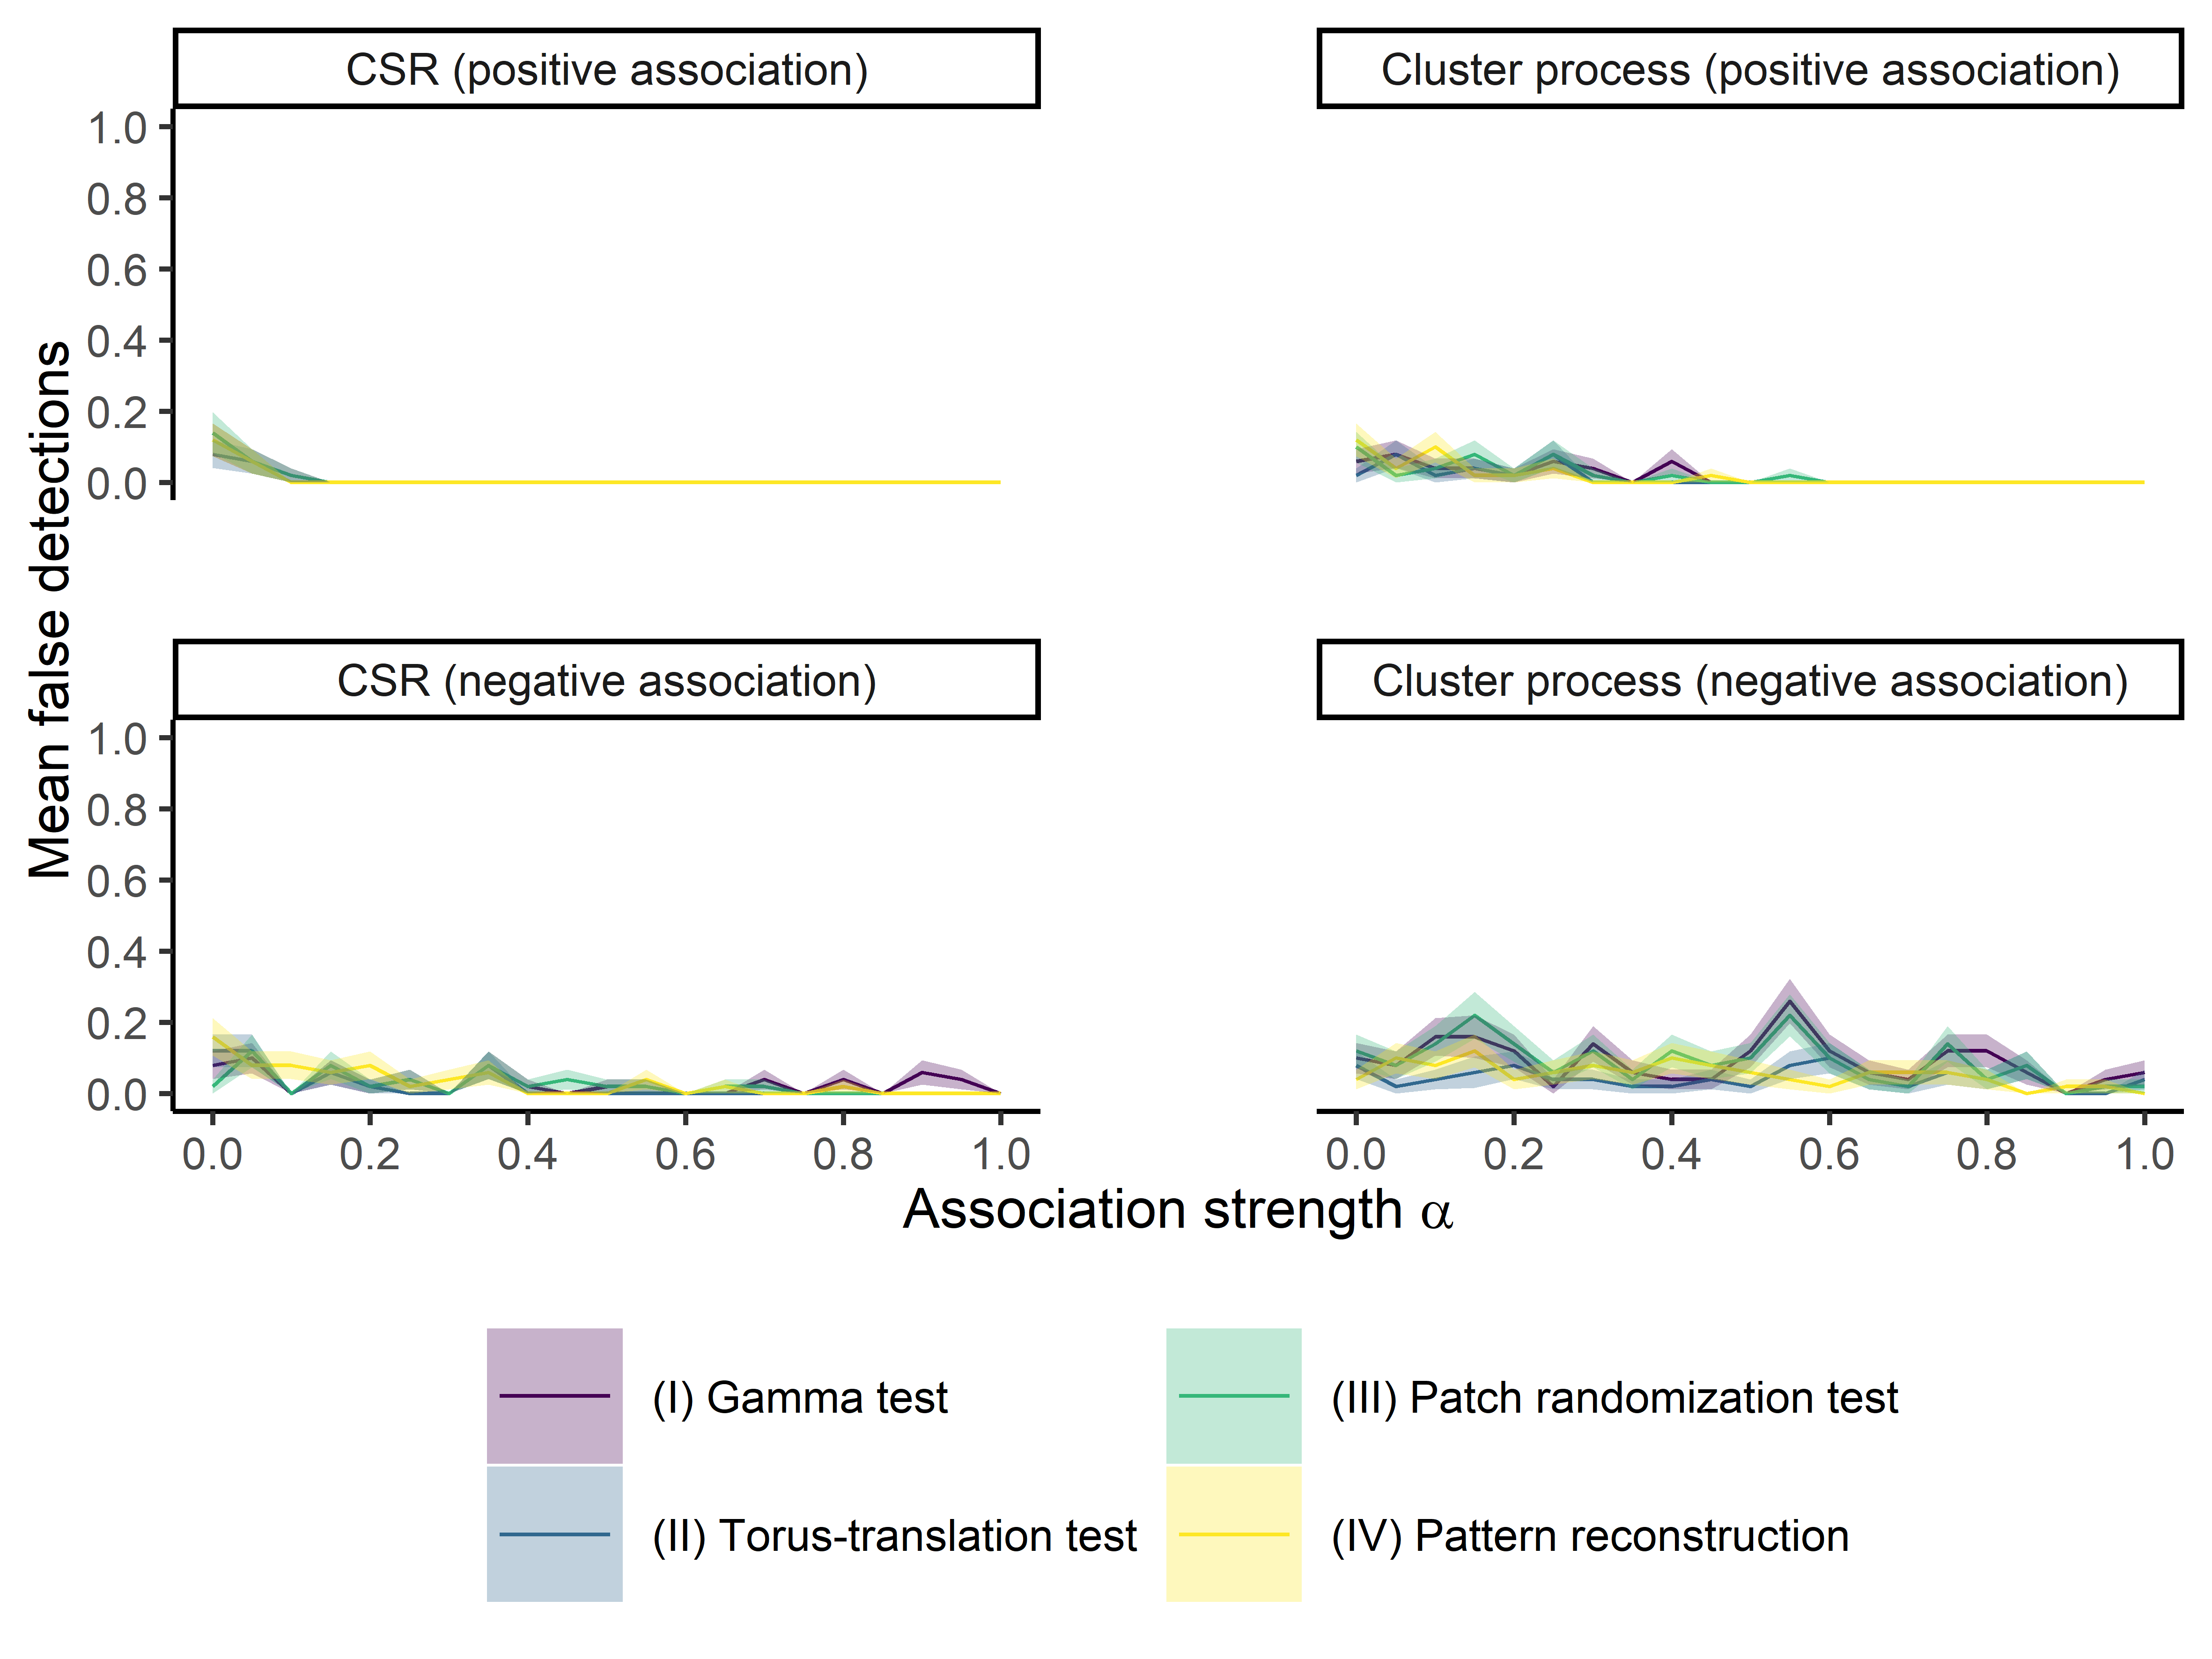 CSR (positive association)
Cluster process (positive association)
1.0
0.8
0.6
0.4
0.2
0.0
Mean false detections
CSR (negative association)
Cluster process (negative association)
1.0
0.8
0.6
0.4
0.2
0.0
0.0 0.2 0.4 0.6 0.8 1.0
0.0 0.2 0.4 0.6 0.8 1.0
Association strength α
(I) Gamma test
(III) Patch randomization test
(II) Torus-translation test
(IV) Pattern reconstruction